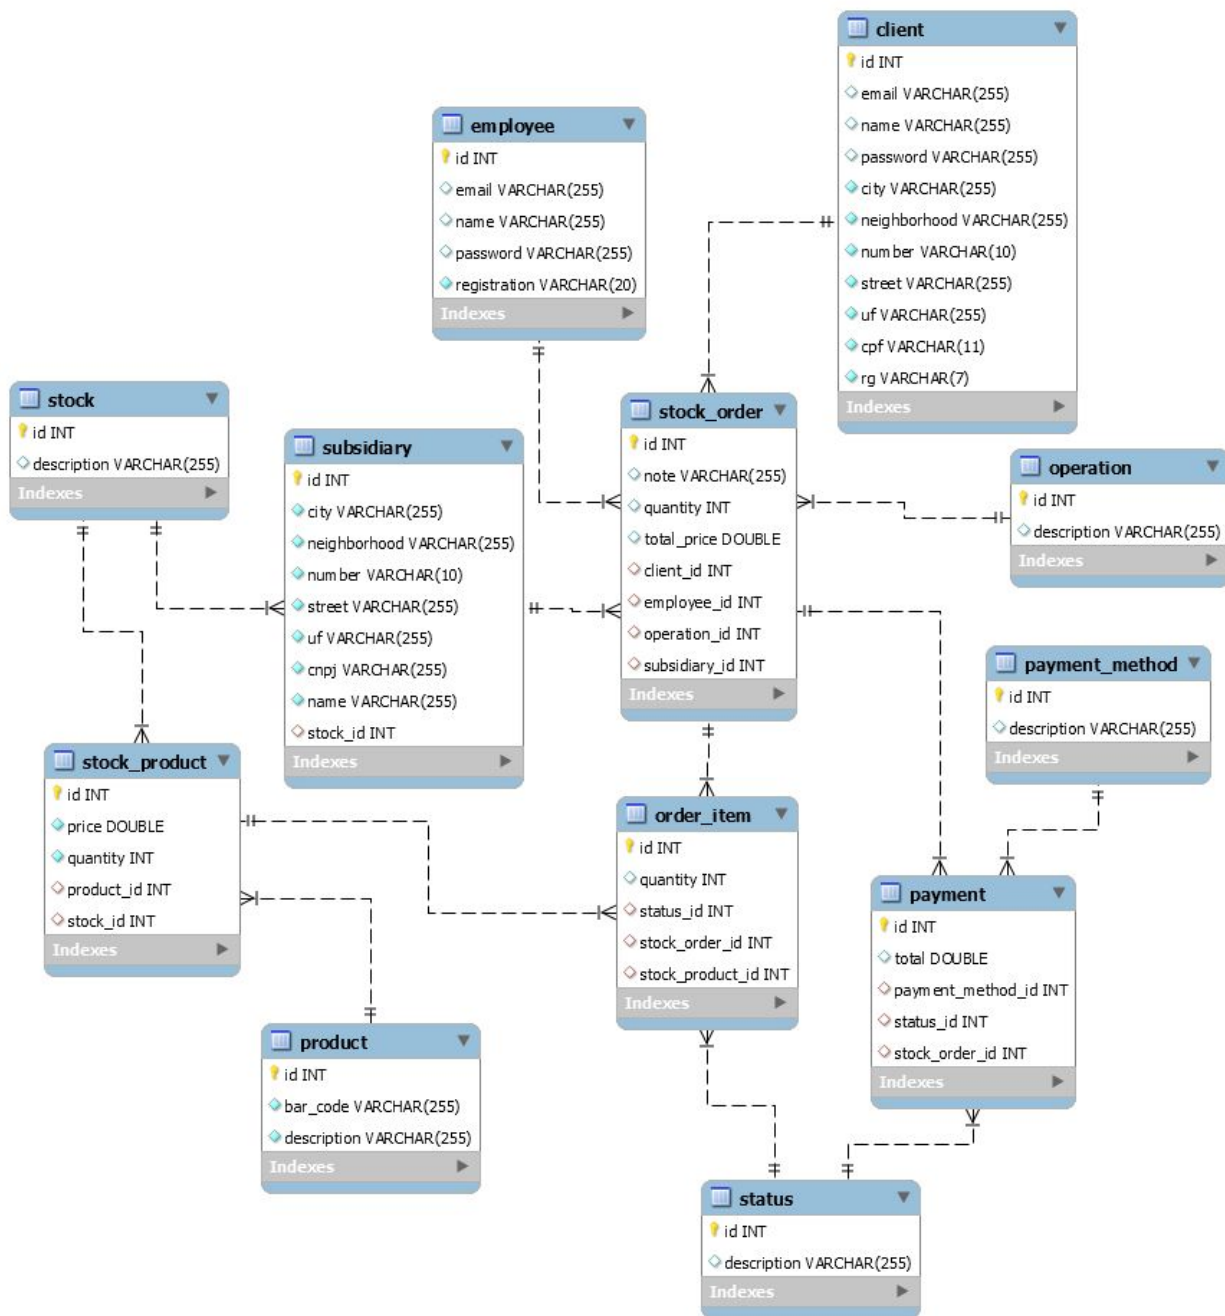 client
id INT
email VARCHAR(255)
name VARCHAR(255)
password VARCHAR(255)
city VARCHAR(255)
neighborhood VARCHAR(255)
number VARCHAR(10)
street VARCHAR(255)
uf VARCHAR(255)
cpf VARCHAR(11)
rg VARCHAR(7)
Indexes
employee
id INT
email VARCHAR(255)
name VARCHAR(255)
password VARCHAR(255)
registration VARCHAR(20)
Indexes
stock
id INT
description VARCHAR(255)
Indexes
subsidiary
id INT
city VARCHAR(255)
neighborhood VARCHAR(255)
number VARCHAR(10)
street VARCHAR(255)
uf VARCHAR(255)
cnpj VARCHAR(255)
name VARCHAR(255)
stock_id INT
Indexes
stock_order
id INT
note VARCHAR(255)
quantity INT
total_price DOUBLE
client_id INT
employee_id INT
operation_id INT
subsidiary_id INT
Indexes
operation
id INT
description VARCHAR(255)
Indexes
payment_method
id INT
description VARCHAR(255)
Indexes
stock_product
id INT
price DOUBLE
quantity INT
product_id INT
stock_id INT
Indexes
order_item
id INT
quantity INT
status_id INT
stock_order_id INT
stock_product_id INT
Indexes
payment
id INT
total DOUBLE
payment_method_id INT
status_id INT
stock_order_id INT
Indexes
product
id INT
bar_code VARCHAR(255)
description VARCHAR(255)
Indexes
status
id INT
description VARCHAR(255)
Indexes